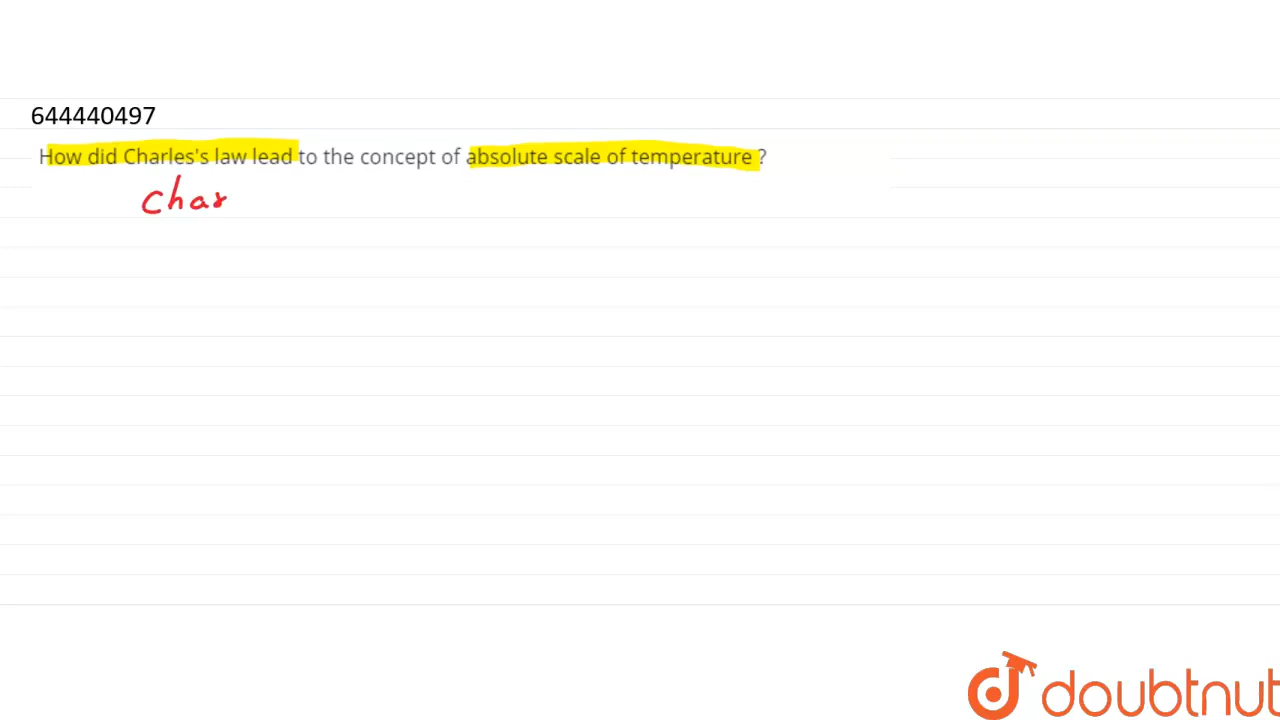 644440497
How did Charles's law lead to the concept of absolute scale of temperature ?
Char
doubtnut